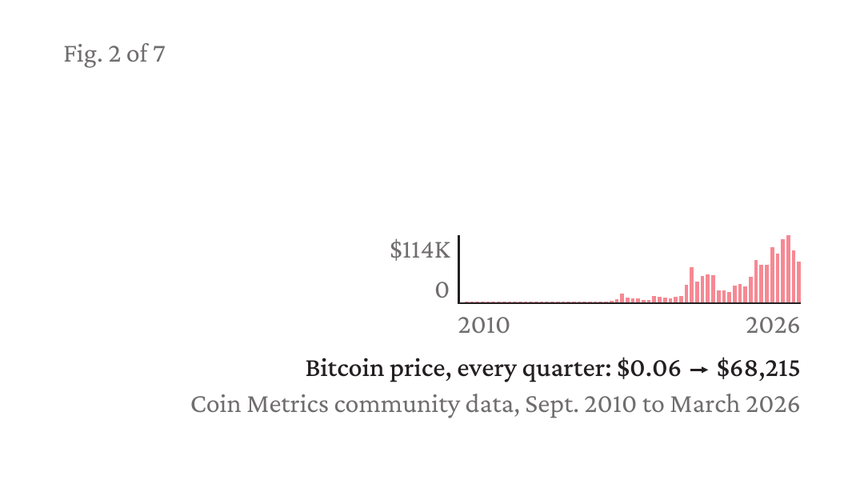 Fig. 2 of 7
$114K
0
2010 2026
Bitcoin price, every quarter: $0.06 → $68,215
Coin Metrics community data, Sept. 2010 to March 2026